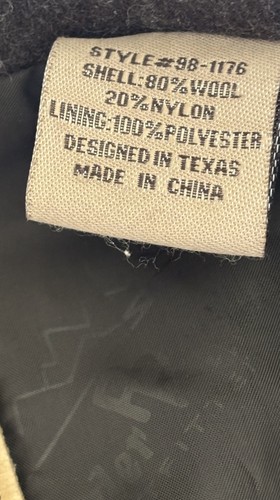 STYLE#98-1176
SHELL:80%WOOL
20%NYLON
LINING:100%POLYESTER
DESIGNED IN TEXAS
MADE IN CHINA